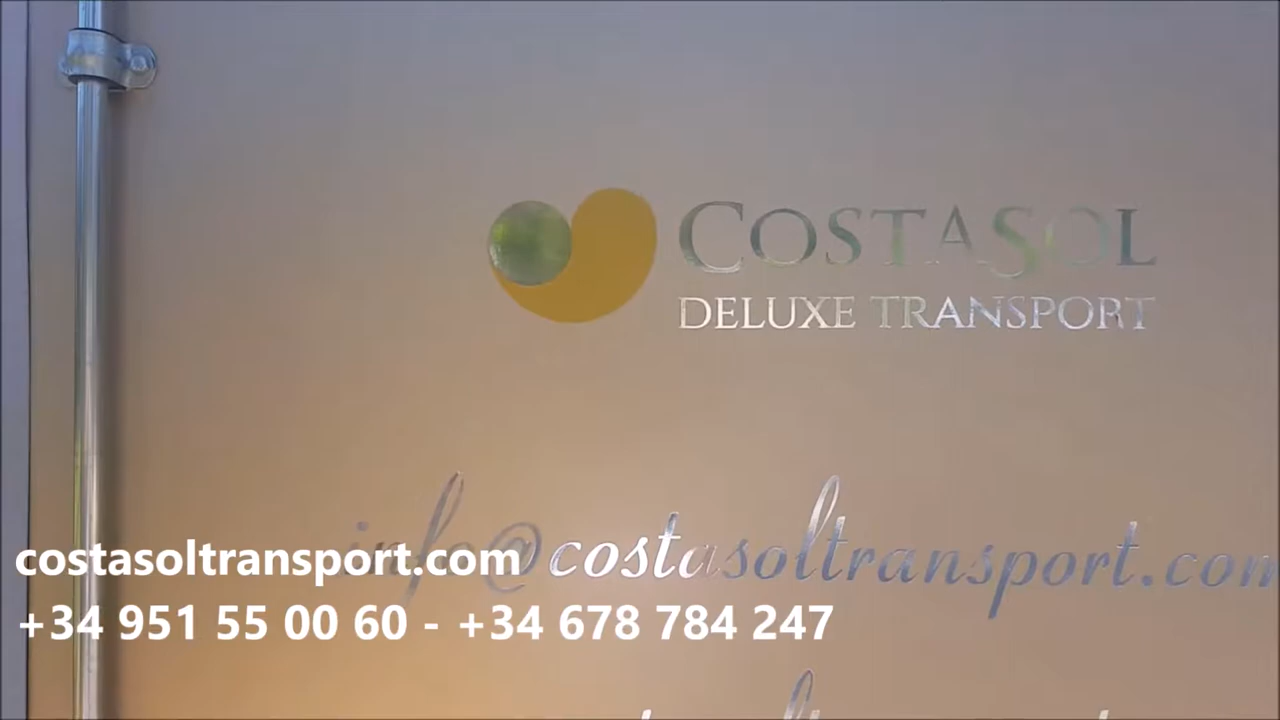 COSTASOL
DELUXE TRANSPORT
info@costasoltransport.com
costasoltransport.com
+34 951 55 00 60 - +34 678 784 247